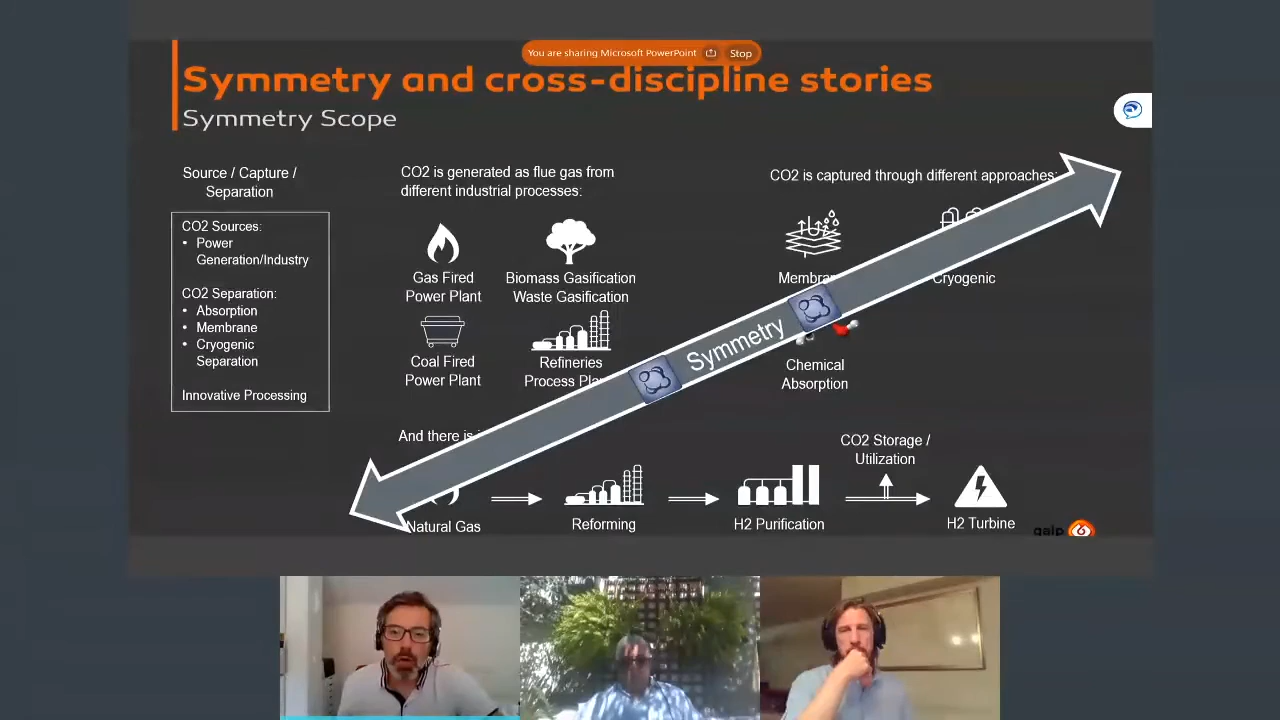 You are sharing Microsoft PowerPoint Stop
Symmetry and cross-discipline stories
Symmetry Scope
Source / Capture /
Separation
CO2 Sources:
• Power
Generation/Industry
CO2 Separation:
• Absorption
• Membrane
• Cryogenic
Separation
Innovative Processing
CO2 is generated as flue gas from
different industrial processes:
Gas Fired
Power Plant
Biomass Gasification
Waste Gasification
Coal Fired
Power Plant
Refineries
Process
CO2 is captured through different approaches:
Cryogenic
Chemical
Absorption
Symmetry
And there is
Natural Gas
Reforming
H2 Purification
CO2 Storage /
Utilization
H2 Turbine
galp